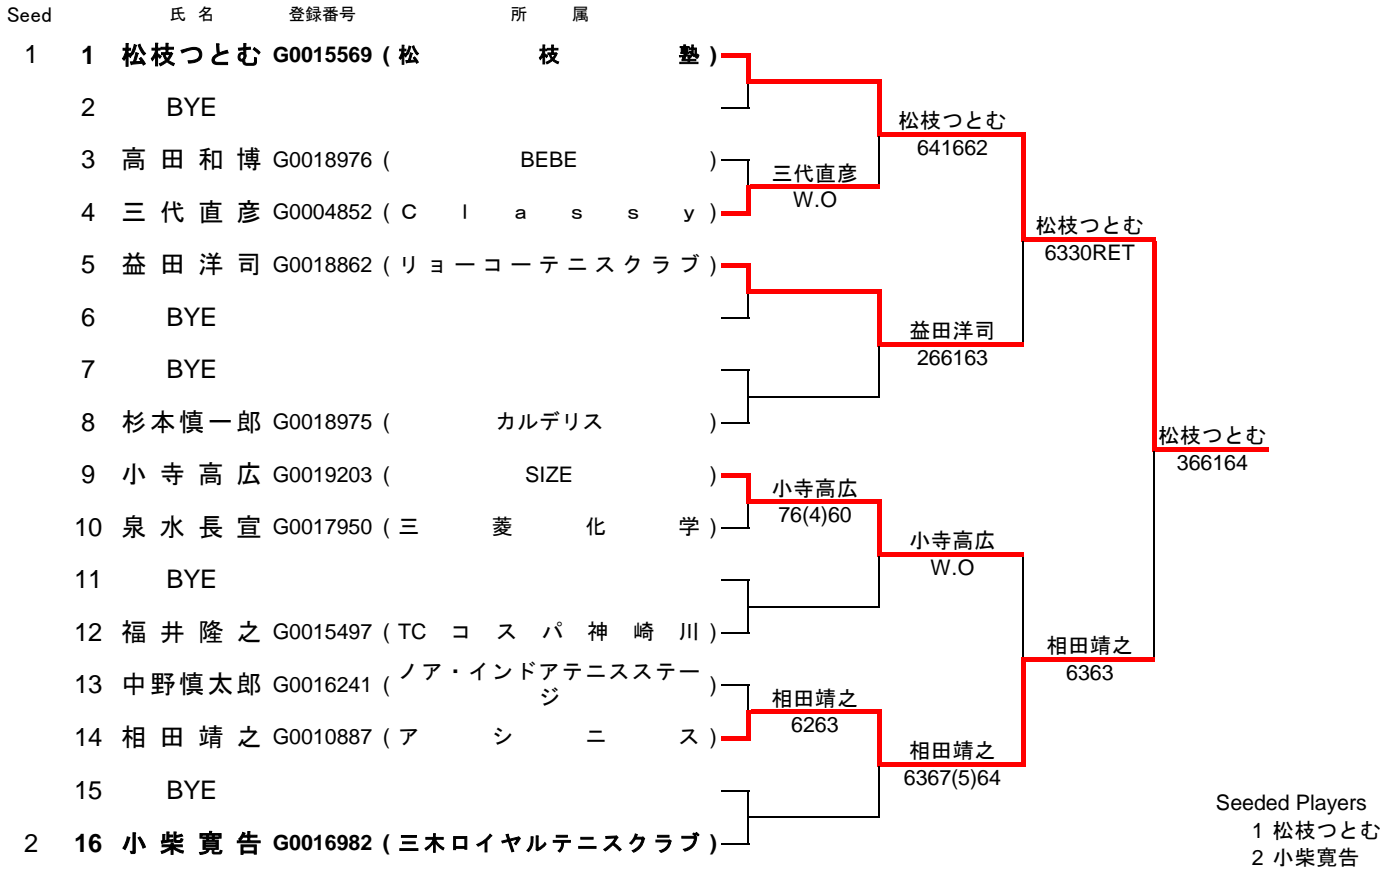 Seed 氏 名 登録番号 所 属
1 1 松枝つとむ G0015569 ( 松 枝 塾 )
2 BYE
松枝つとむ
641662
3 高 田 和 博 G0018976 ( BEBE )
三代直彦
W.O
4 三 代 直 彦 G0004852 ( C l a s s y )
松枝つとむ
6330RET
5 益 田 洋 司 G0018862 ( リョーコーテニスクラブ )
6 BYE
益田洋司
266163
7 BYE
8 杉本慎一郎 G0018975 ( カルデリス )
松枝つとむ
366164
9 小 寺 高 広 G0019203 ( SIZE )
小寺高広
76(4)60
10 泉 水 長 宣 G0017950 ( 三 菱 化 学 )
小寺高広
W.O
11 BYE
12 福 井 隆 之 G0015497 ( TC コ ス パ 神 崎 川 )
相田靖之
6363
13 中野慎太郎 G0016241 ( ノア・インドアテニスステー
ジ )
相田靖之
6263
14 相 田 靖 之 G0010887 ( ア シ ニ ス )
相田靖之
6367(5)64
15 BYE
2 16 小 柴 寛 告 G0016982 ( 三木ロイヤルテニスクラブ )
Seeded Players
1 松枝つとむ
2 小柴寛告